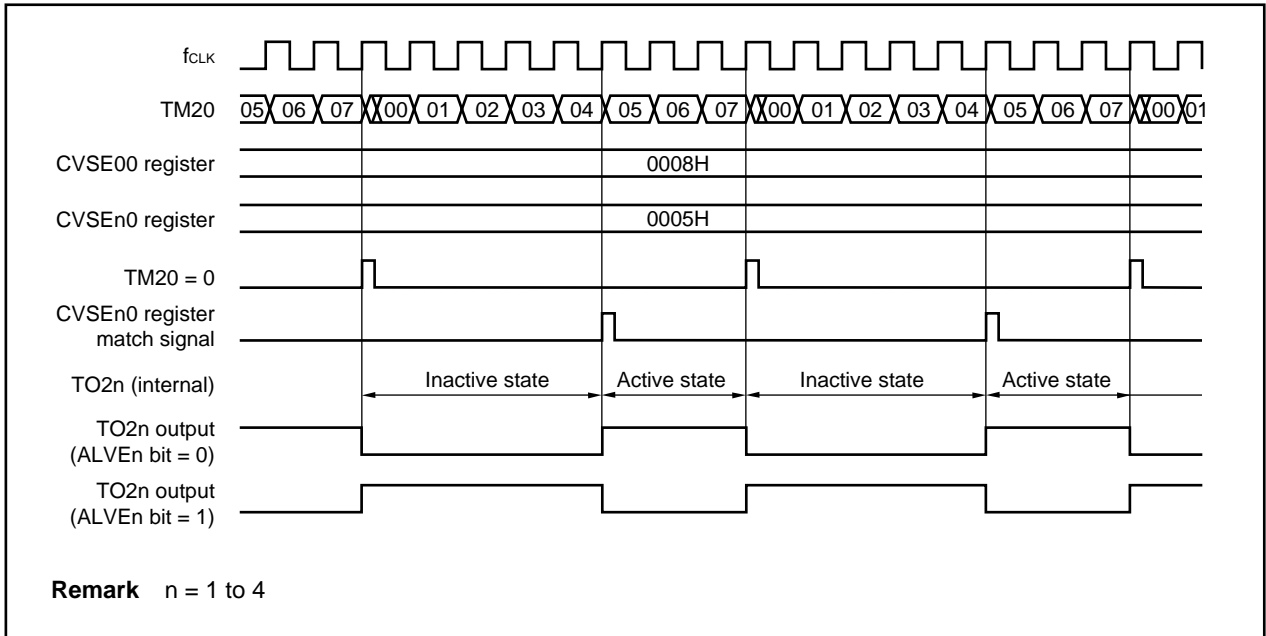 fCLK
TM20 05 06 07 00 01 02 03 04 05 06 07 00 01 02 03 04 05 06 07 00 01
CVSE00 register 0008H
CVSEn0 register 0005H
TM20 = 0
CVSEn0 register
match signal
TO2n (internal) Inactive state Active state Inactive state Active state
TO2n output
(ALVEn bit = 0)
TO2n output
(ALVEn bit = 1)
Remark n = 1 to 4